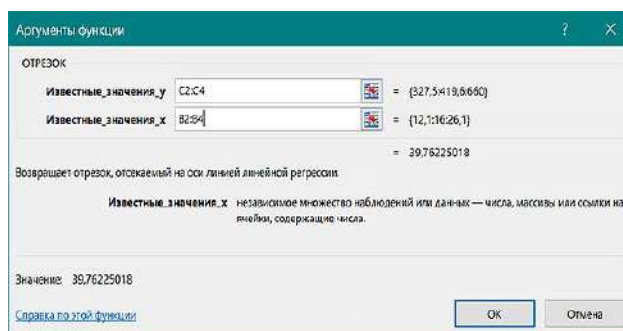 Аргументы функции ? ×
ОТРЕЗОК
Известные_значения_y C2:C4 = {327,5:419,6:660}
Известные_значения_x B2:B4 = {12,1:16:26,1}
= 39,76225018
Возвращает отрезок, отсекаемый на оси линией линейной регрессии.
Известные_значения_x независимое множество наблюдений или данных — числа, массивы или ссылки на
ячейки, содержащие числа.
Значение: 39,76225018
Справка по этой функции
OK Отмена